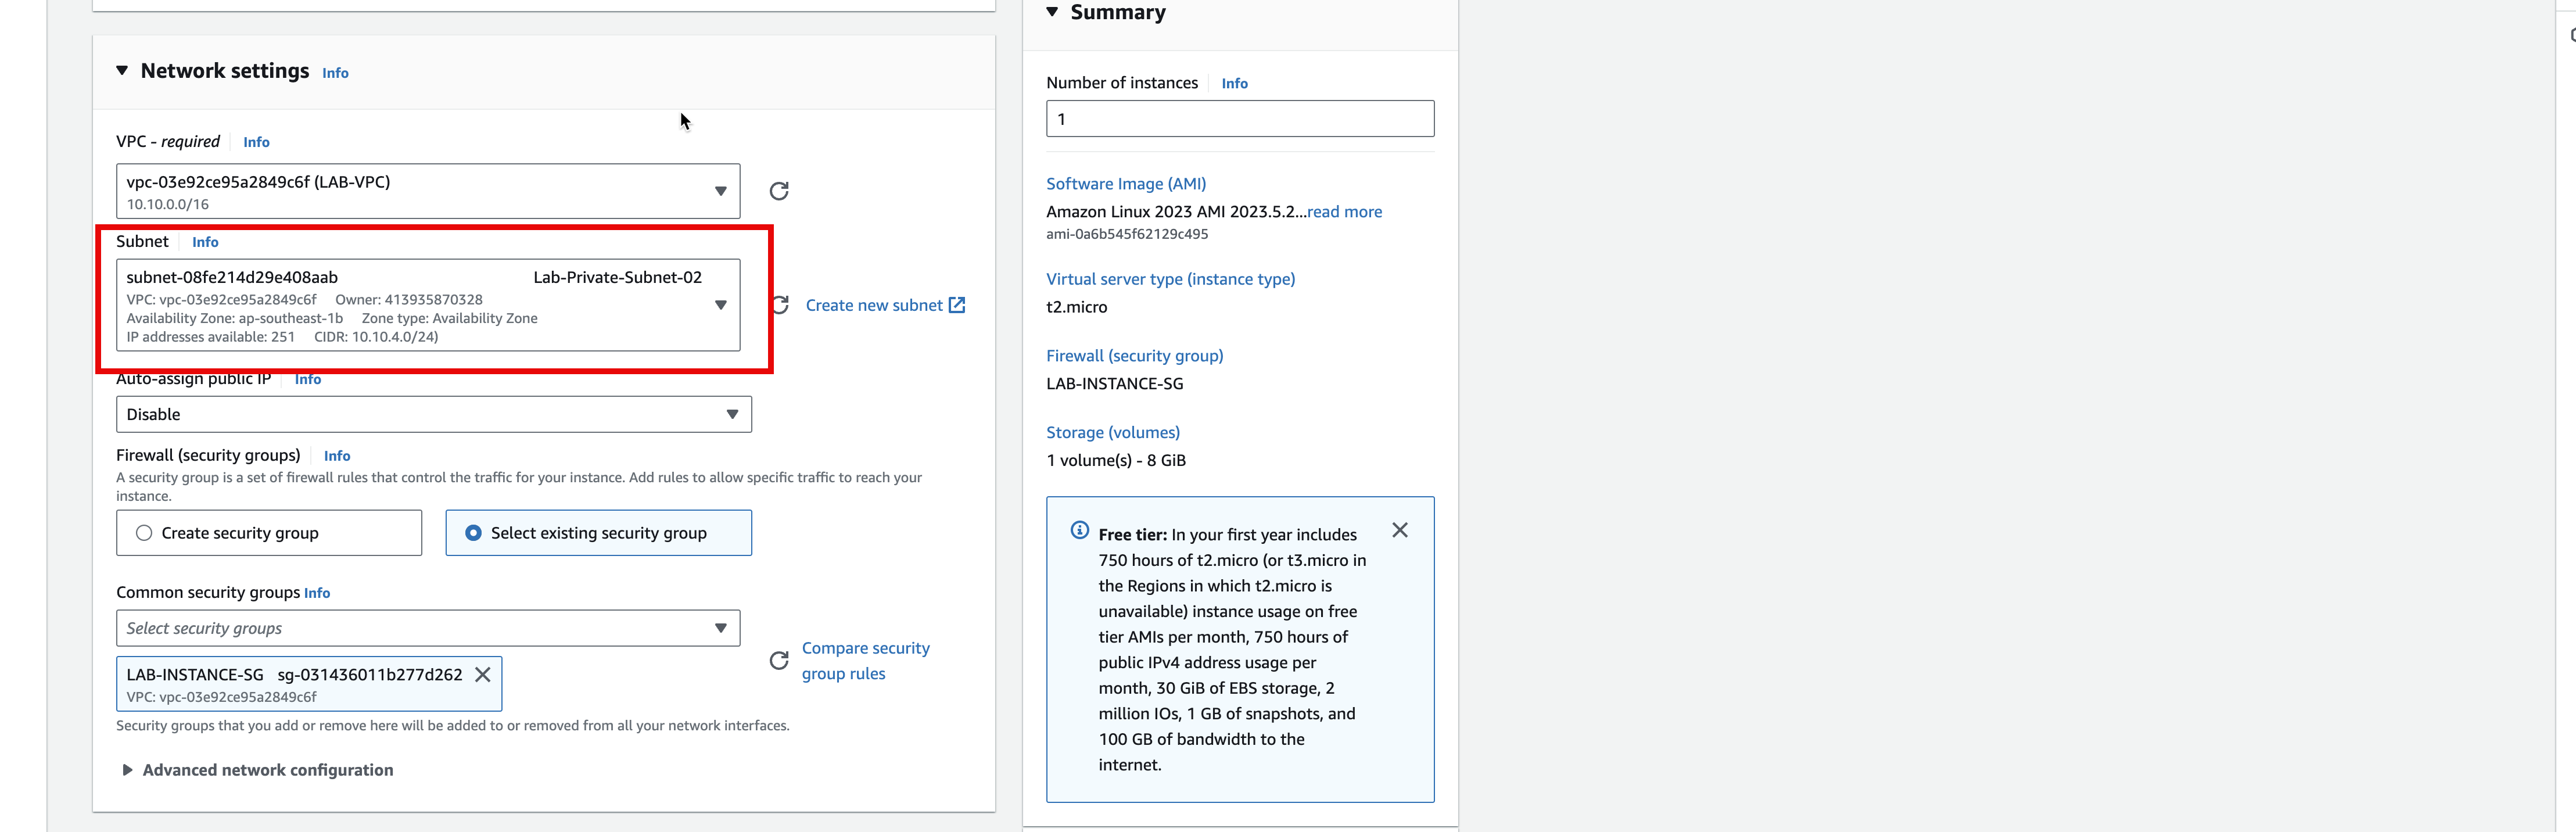 Network settings Info
VPC - required Info
vpc-03e92ce95a2849c6f (LAB-VPC)
10.10.0.0/16
Subnet Info
subnet-08fe214d29e408aab Lab-Private-Subnet-02
VPC: vpc-03e92ce95a2849c6f Owner: 413935870328
Availability Zone: ap-southeast-1b Zone type: Availability Zone
IP addresses available: 251 CIDR: 10.10.4.0/24)
Create new subnet
Auto-assign public IP Info
Disable
Firewall (security groups) Info
A security group is a set of firewall rules that control the traffic for your instance. Add rules to allow specific traffic to reach your
instance.
Create security group
Select existing security group
Common security groups Info
Select security groups
LAB-INSTANCE-SG sg-031436011b277d262
VPC: vpc-03e92ce95a2849c6f
Compare security
group rules
Security groups that you add or remove here will be added to or removed from all your network interfaces.
Advanced network configuration
Summary
Number of instances Info
1
Software Image (AMI)
Amazon Linux 2023 AMI 2023.5.2...read more
ami-0a6b545f62129c495
Virtual server type (instance type)
t2.micro
Firewall (security group)
LAB-INSTANCE-SG
Storage (volumes)
1 volume(s) - 8 GiB
Free tier: In your first year includes
750 hours of t2.micro (or t3.micro in
the Regions in which t2.micro is
unavailable) instance usage on free
tier AMIs per month, 750 hours of
public IPv4 address usage per
month, 30 GiB of EBS storage, 2
million IOs, 1 GB of snapshots, and
100 GB of bandwidth to the
internet.